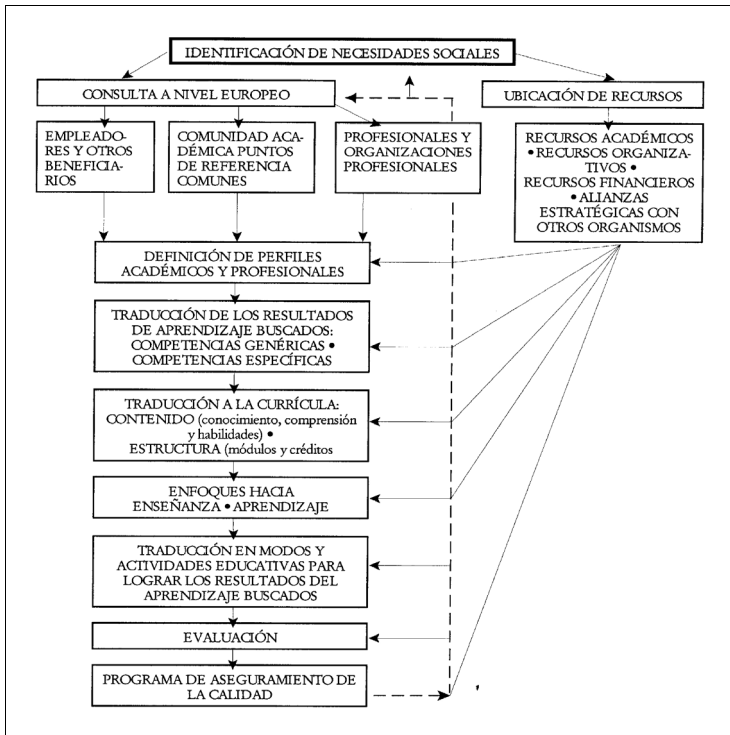 IDENTIFICACIÓN DE NECESIDADES SOCIALES
CONSULTA A NIVEL EUROPEO
UBICACIÓN DE RECURSOS
EMPLEADO-
RES Y OTROS
BENEFICIA-
RIOS
COMUNIDAD ACA-
DÉMICA PUNTOS
DE REFERENCIA
COMUNES
PROFESIONALES Y
ORGANIZACIONES
PROFESIONALES
RECURSOS ACADÉMICOS
• RECURSOS ORGANIZA-
TIVOS •
RECURSOS FINANCIEROS
• ALIANZAS
ESTRATÉGICAS CON
OTROS ORGANISMOS
DEFINICIÓN DE PERFILES
ACADÉMICOS Y PROFESIONALES
TRADUCCIÓN DE LOS RESULTADOS
DE APRENDIZAJE BUSCADOS:
COMPETENCIAS GENÉRICAS •
COMPETENCIAS ESPECÍFICAS
TRADUCCIÓN A LA CURRÍCULA:
CONTENIDO (conocimiento, comprensión
y habilidades) •
ESTRUCTURA (módulos y créditos
ENFOQUES HACIA
ENSEÑANZA • APRENDIZAJE
TRADUCCIÓN EN MODOS Y
ACTIVIDADES EDUCATIVAS PARA
LOGRAR LOS RESULTADOS DEL
APRENDIZAJE BUSCADOS
EVALUACIÓN
PROGRAMA DE ASEGURAMIENTO DE
LA CALIDAD